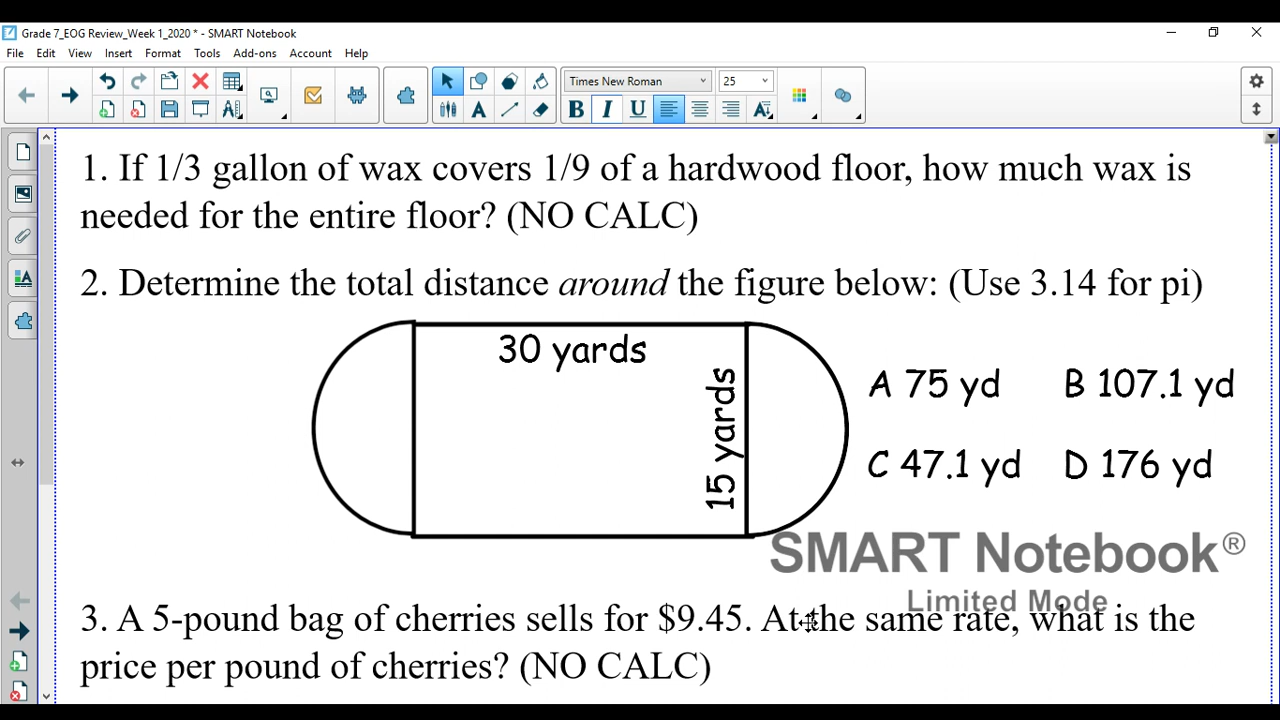 Grade 7_EOG Review_Week 1_2020 * - SMART Notebook
File Edit View Insert Format Tools Add-ons Account Help
Times New Roman 25
B I U
1. If 1/3 gallon of wax covers 1/9 of a hardwood floor, how much wax is
needed for the entire floor? (NO CALC)
2. Determine the total distance around the figure below: (Use 3.14 for pi)
30 yards
15 yards
A 75 yd B 107.1 yd
C 47.1 yd D 176 yd
SMART Notebook®
Limited Mode
3. A 5-pound bag of cherries sells for $9.45. At the same rate, what is the
price per pound of cherries? (NO CALC)